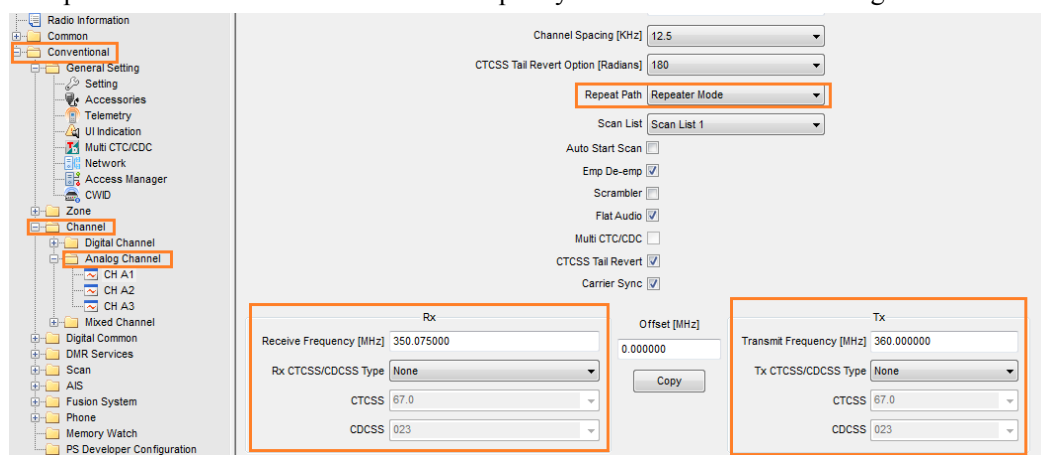 Radio Information
Common
Conventional
General Setting
Setting
Accessories
Telemetry
UI Indication
Multi CTC/CDC
Network
Access Manager
CWID
Zone
Channel
Digital Channel
Analog Channel
CH A1
CH A2
CH A3
Mixed Channel
Digital Common
DMR Services
Scan
AIS
Fusion System
Phone
Memory Watch
PS Developer Configuration
Channel Spacing [KHz] 12.5
CTCSS Tail Revert Option [Radians] 180
Repeat Path Repeater Mode
Scan List Scan List 1
Auto Start Scan
Emp De-emp
Scrambler
Flat Audio
Multi CTC/CDC
CTCSS Tail Revert
Carrier Sync
Rx
Receive Frequency [MHz] 350.075000
Rx CTCSS/CDCSS Type None
CTCSS 67.0
CDCSS 023
Offset [MHz]
0.000000
Copy
Tx
Transmit Frequency [MHz] 360.000000
Tx CTCSS/CDCSS Type None
CTCSS 67.0
CDCSS 023